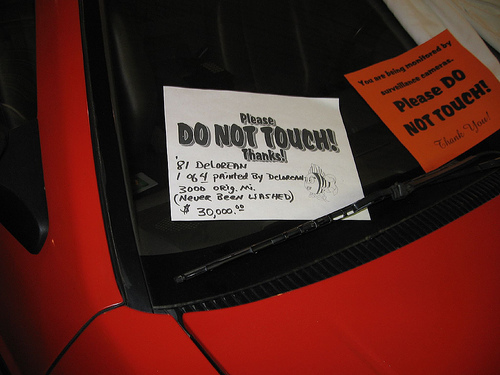 Please
DO NOT TOUCH!
Thanks!
'81 DELOREAN
1 OF 4 PAINTED BY DELOREAN
3000 ORIG. MI.
(NEVER BEEN WASHED)
$ 30,000.00
You are being monitored by
surveillance cameras.
Please DO
NOT TOUCH!
Thank You!